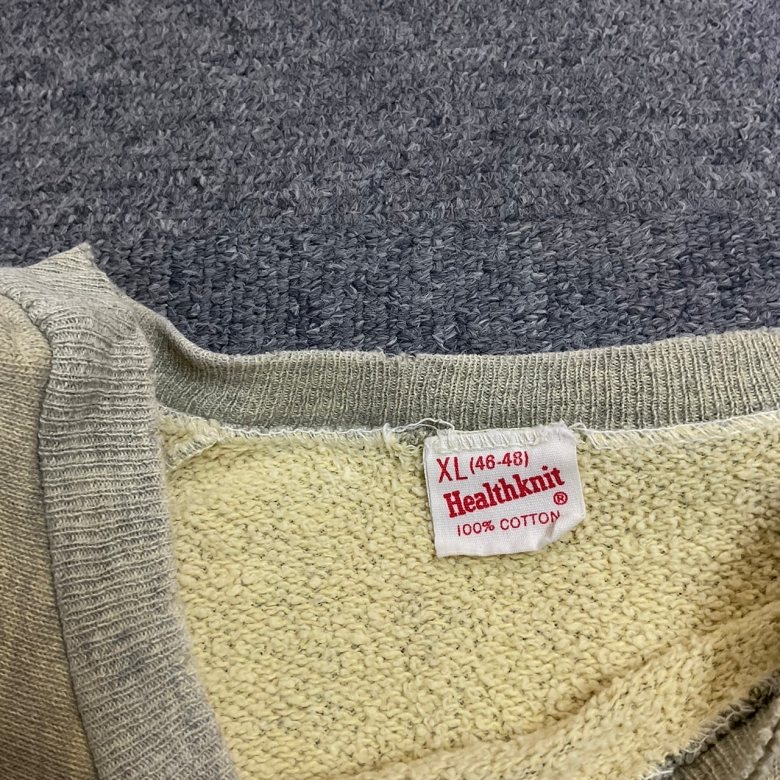 XL (46-48)
Healthknit
®
100% COTTON